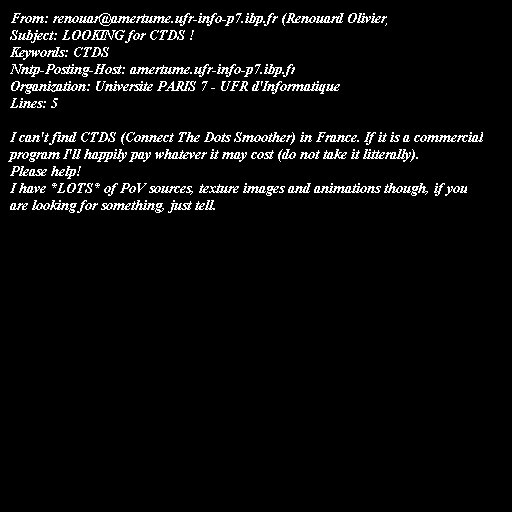 From: renouar@amertume.ufr-info-p7.ibp.fr (Renouard Olivier)
Subject: LOOKING for CTDS !
Keywords: CTDS
Nntp-Posting-Host: amertume.ufr-info-p7.ibp.fr
Organization: Universite PARIS 7 - UFR d'Informatique
Lines: 5

I can't find CTDS (Connect The Dots Smoother) in France. If it is a commercial
program I'll happily pay whatever it may cost (do not take it litterally).
Please help!
I have *LOTS* of PoV sources, texture images and animations though, if you
are looking for something, just tell.